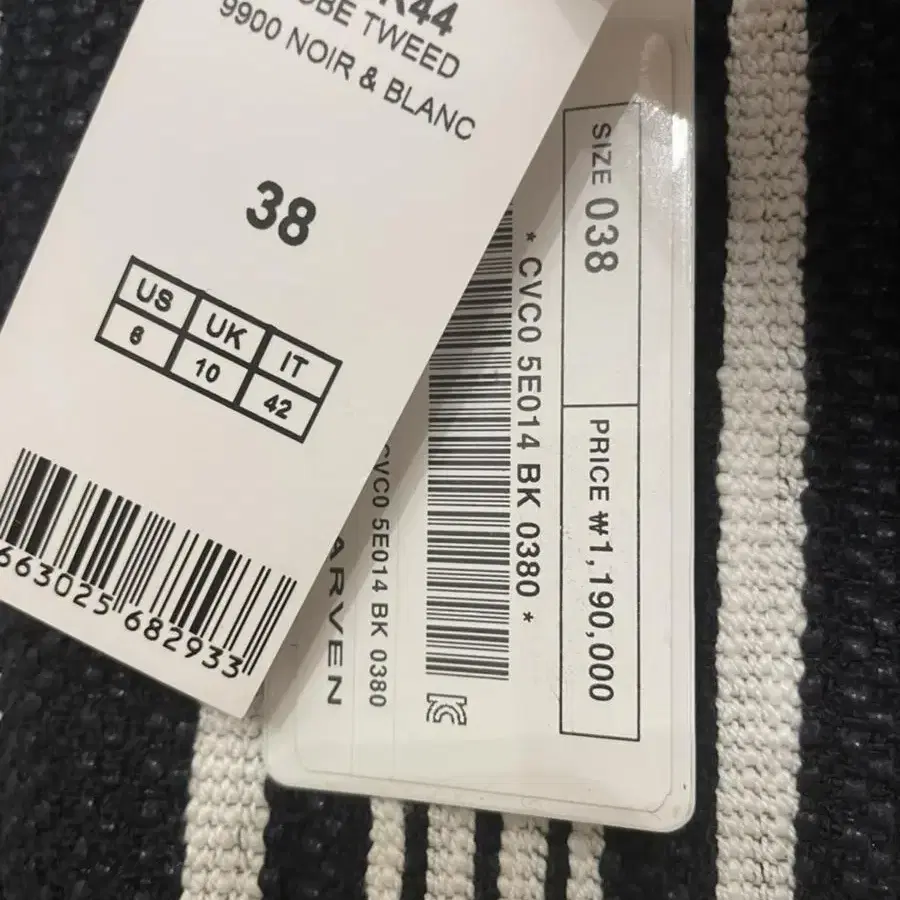 K44
OBE TWEED
9900 NOIR & BLANC
38
US UK IT
6 10 42
663025 682933
SIZE 038
PRICE ₩1,190,000
* CVC0 5E014 BK 0380 *
CVC0 5E014 BK 0380
ARVEN